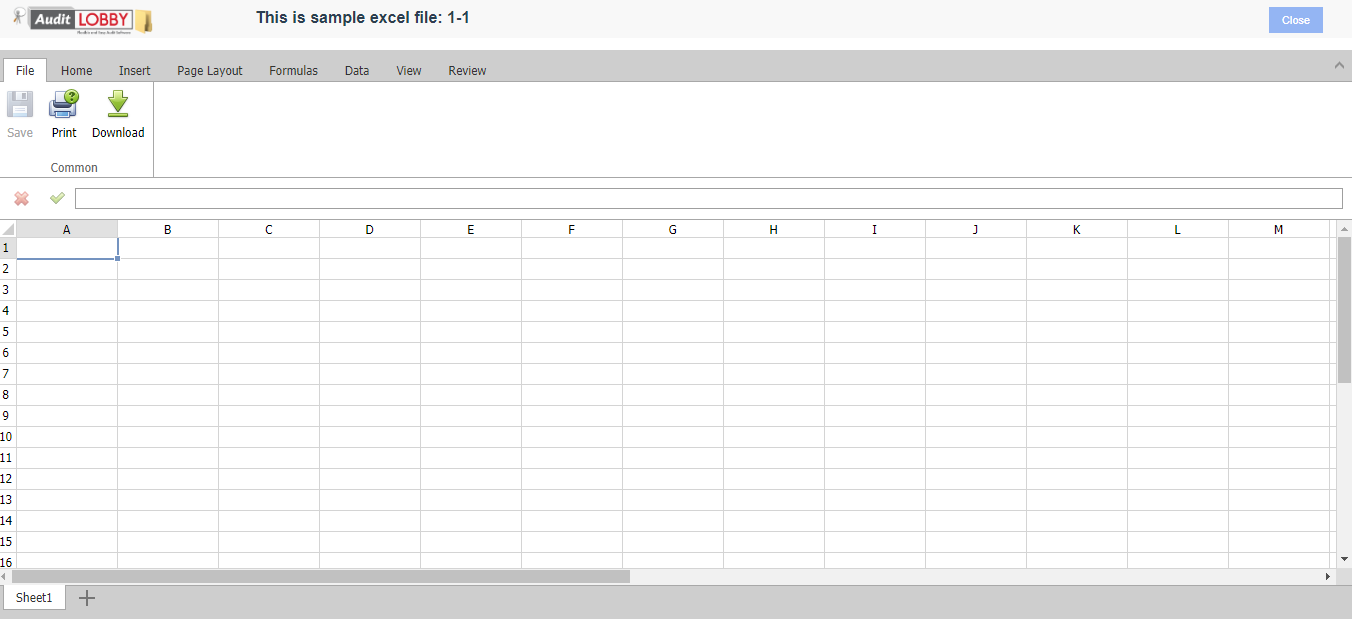 Audit LOBBY
This is sample excel file: 1-1
Close
File Home Insert Page Layout Formulas Data View Review
?
Save Print Download
Common
A B C D E F G H I J K L M
1
2
3
4
5
6
7
8
9
10
11
12
13
14
15
16
Sheet1